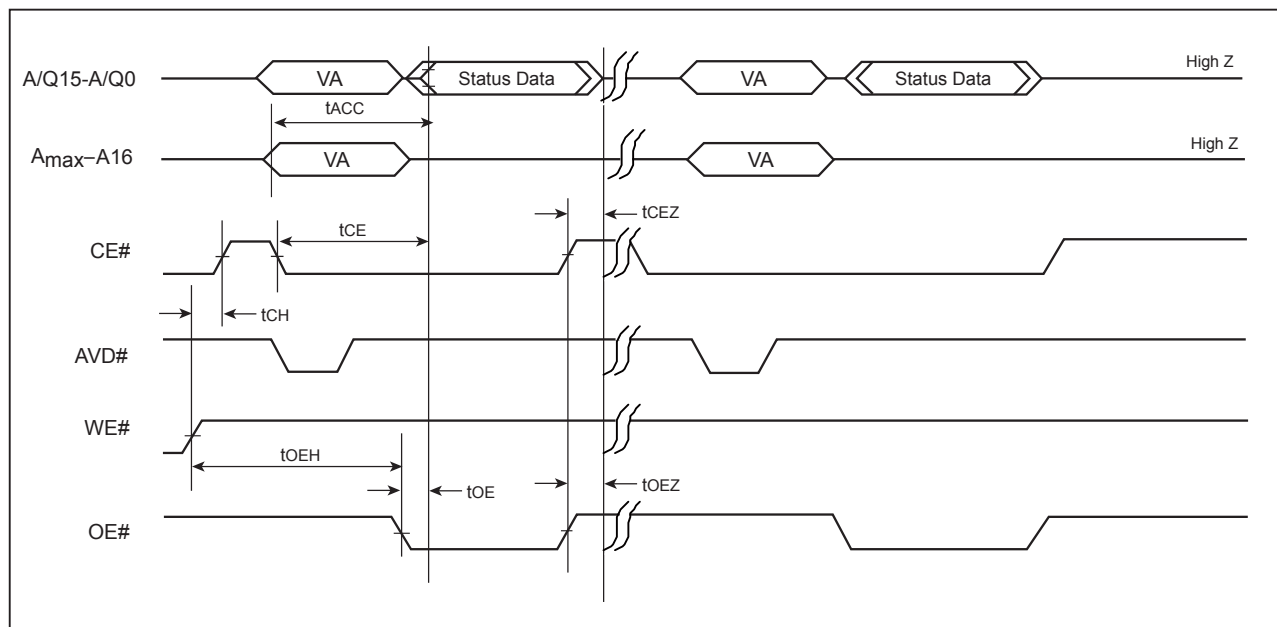 A/Q15-A/Q0 VA Status Data VA Status Data High Z
tACC
Amax–A16 VA VA High Z
tCEZ
CE# tCE
tCH
AVD#
WE#
tOEH
tOE tOEZ
OE#